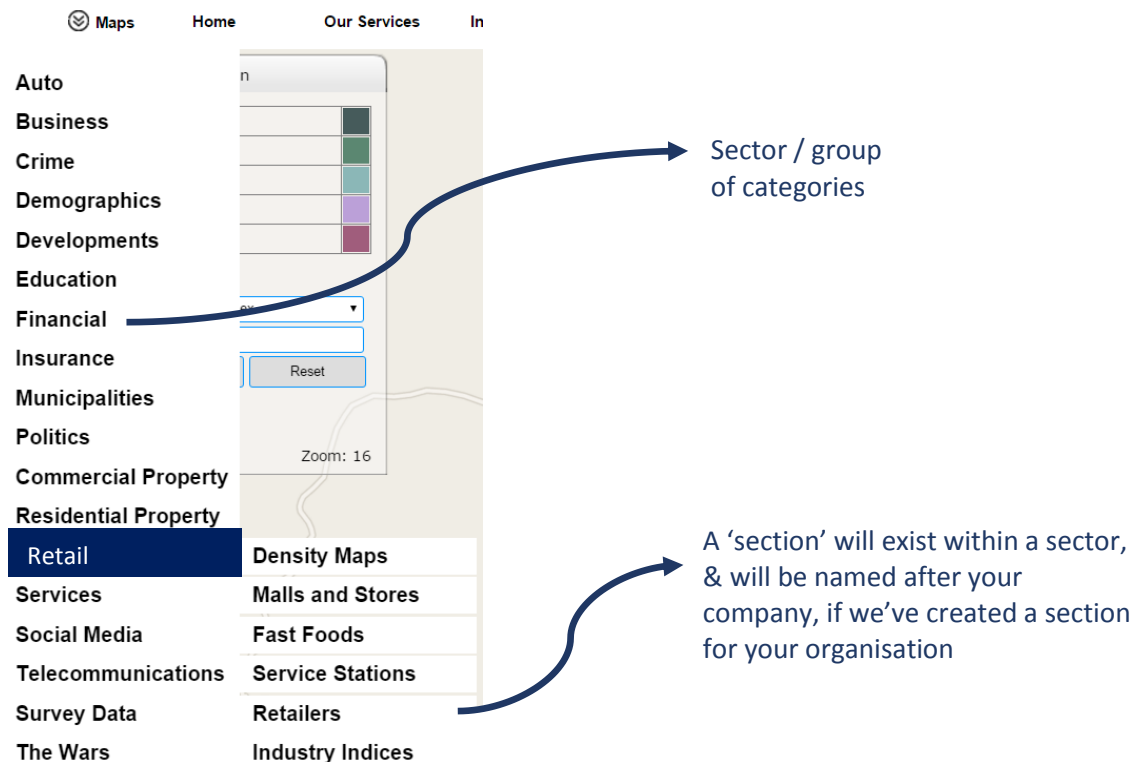 Maps Home Our Services In
Auto
n
Business
Crime
Sector / group
of categories
Demographics
Developments
Education
Financial
Insurance
Reset
Municipalities
Politics
Zoom: 16
Commercial Property
Residential Property
Retail
Density Maps
Malls and Stores
Fast Foods
Service Stations
Retailers
Industry Indices
Services
Social Media
Telecommunications
Survey Data
The Wars
A ‘section’ will exist within a sector,
& will be named after your
company, if we’ve created a section
for your organisation